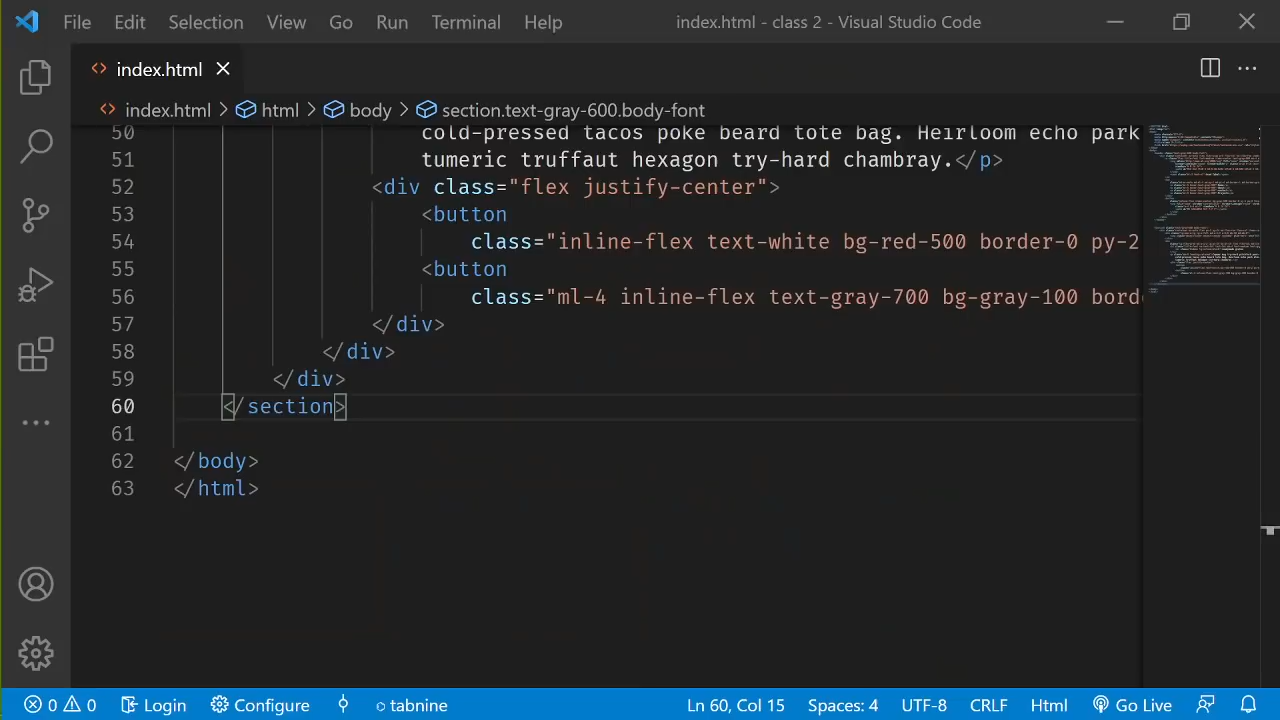 File Edit Selection View Go Run Terminal Help index.html - class 2 - Visual Studio Code
index.html
index.html > html > body > section.text-gray-600.body-font
50 cold-pressed tacos poke beard tote bag. Heirloom echo park
51 tumeric truffaut hexagon try-hard chambray.</p>
52 <div class="flex justify-center">
53 <button
54 class="inline-flex text-white bg-red-500 border-0 py-2
55 <button
56 class="ml-4 inline-flex text-gray-700 bg-gray-100 borde
57 </div>
58 </div>
59 </div>
60 </section>
61
62 </body>
63 </html>
0 0 Login Configure tabnine Ln 60, Col 15 Spaces: 4 UTF-8 CRLF Html Go Live